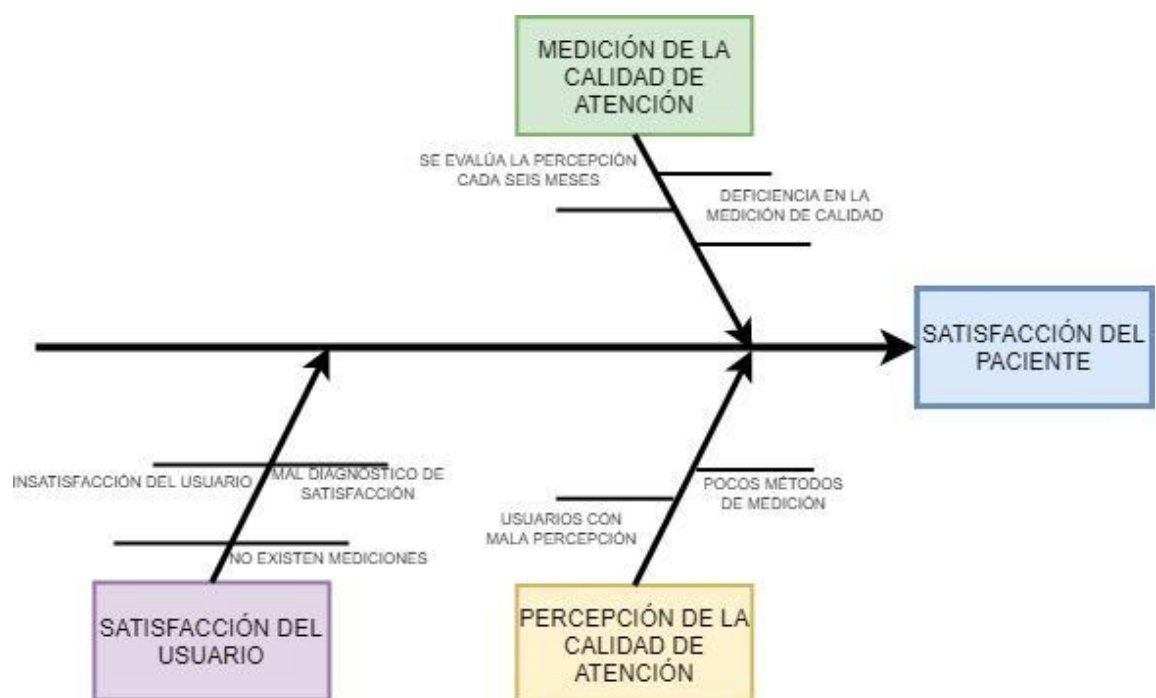 MEDICIÓN DE LA
CALIDAD DE
ATENCIÓN
SE EVALÚA LA PERCEPCIÓN
CADA SEIS MESES
DEFICIENCIA EN LA
MEDICIÓN DE CALIDAD
SATISFACCIÓN DEL
PACIENTE
INSATISFACCIÓN DEL USUARIO
MAL DIAGNÓSTICO DE
SATISFACCIÓN
NO EXISTEN MEDICIONES
SATISFACCIÓN DEL
USUARIO
POCOS MÉTODOS
DE MEDICIÓN
USUARIOS CON
MALA PERCEPCIÓN
PERCEPCIÓN DE LA
CALIDAD DE
ATENCIÓN